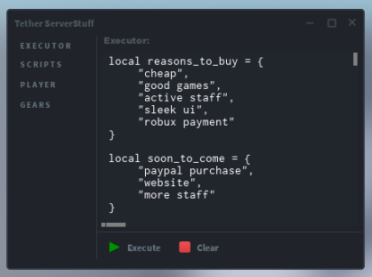 Tether ServerStuff
Executor:
EXECUTOR
SCRIPTS
PLAYER
GEARS
local reasons_to_buy = {
"cheap",
"good games",
"active staff",
"sleek ui",
"robux payment"
}
local soon_to_come = {
"paypal purchase",
"website",
"more staff"
}
Execute
Clear